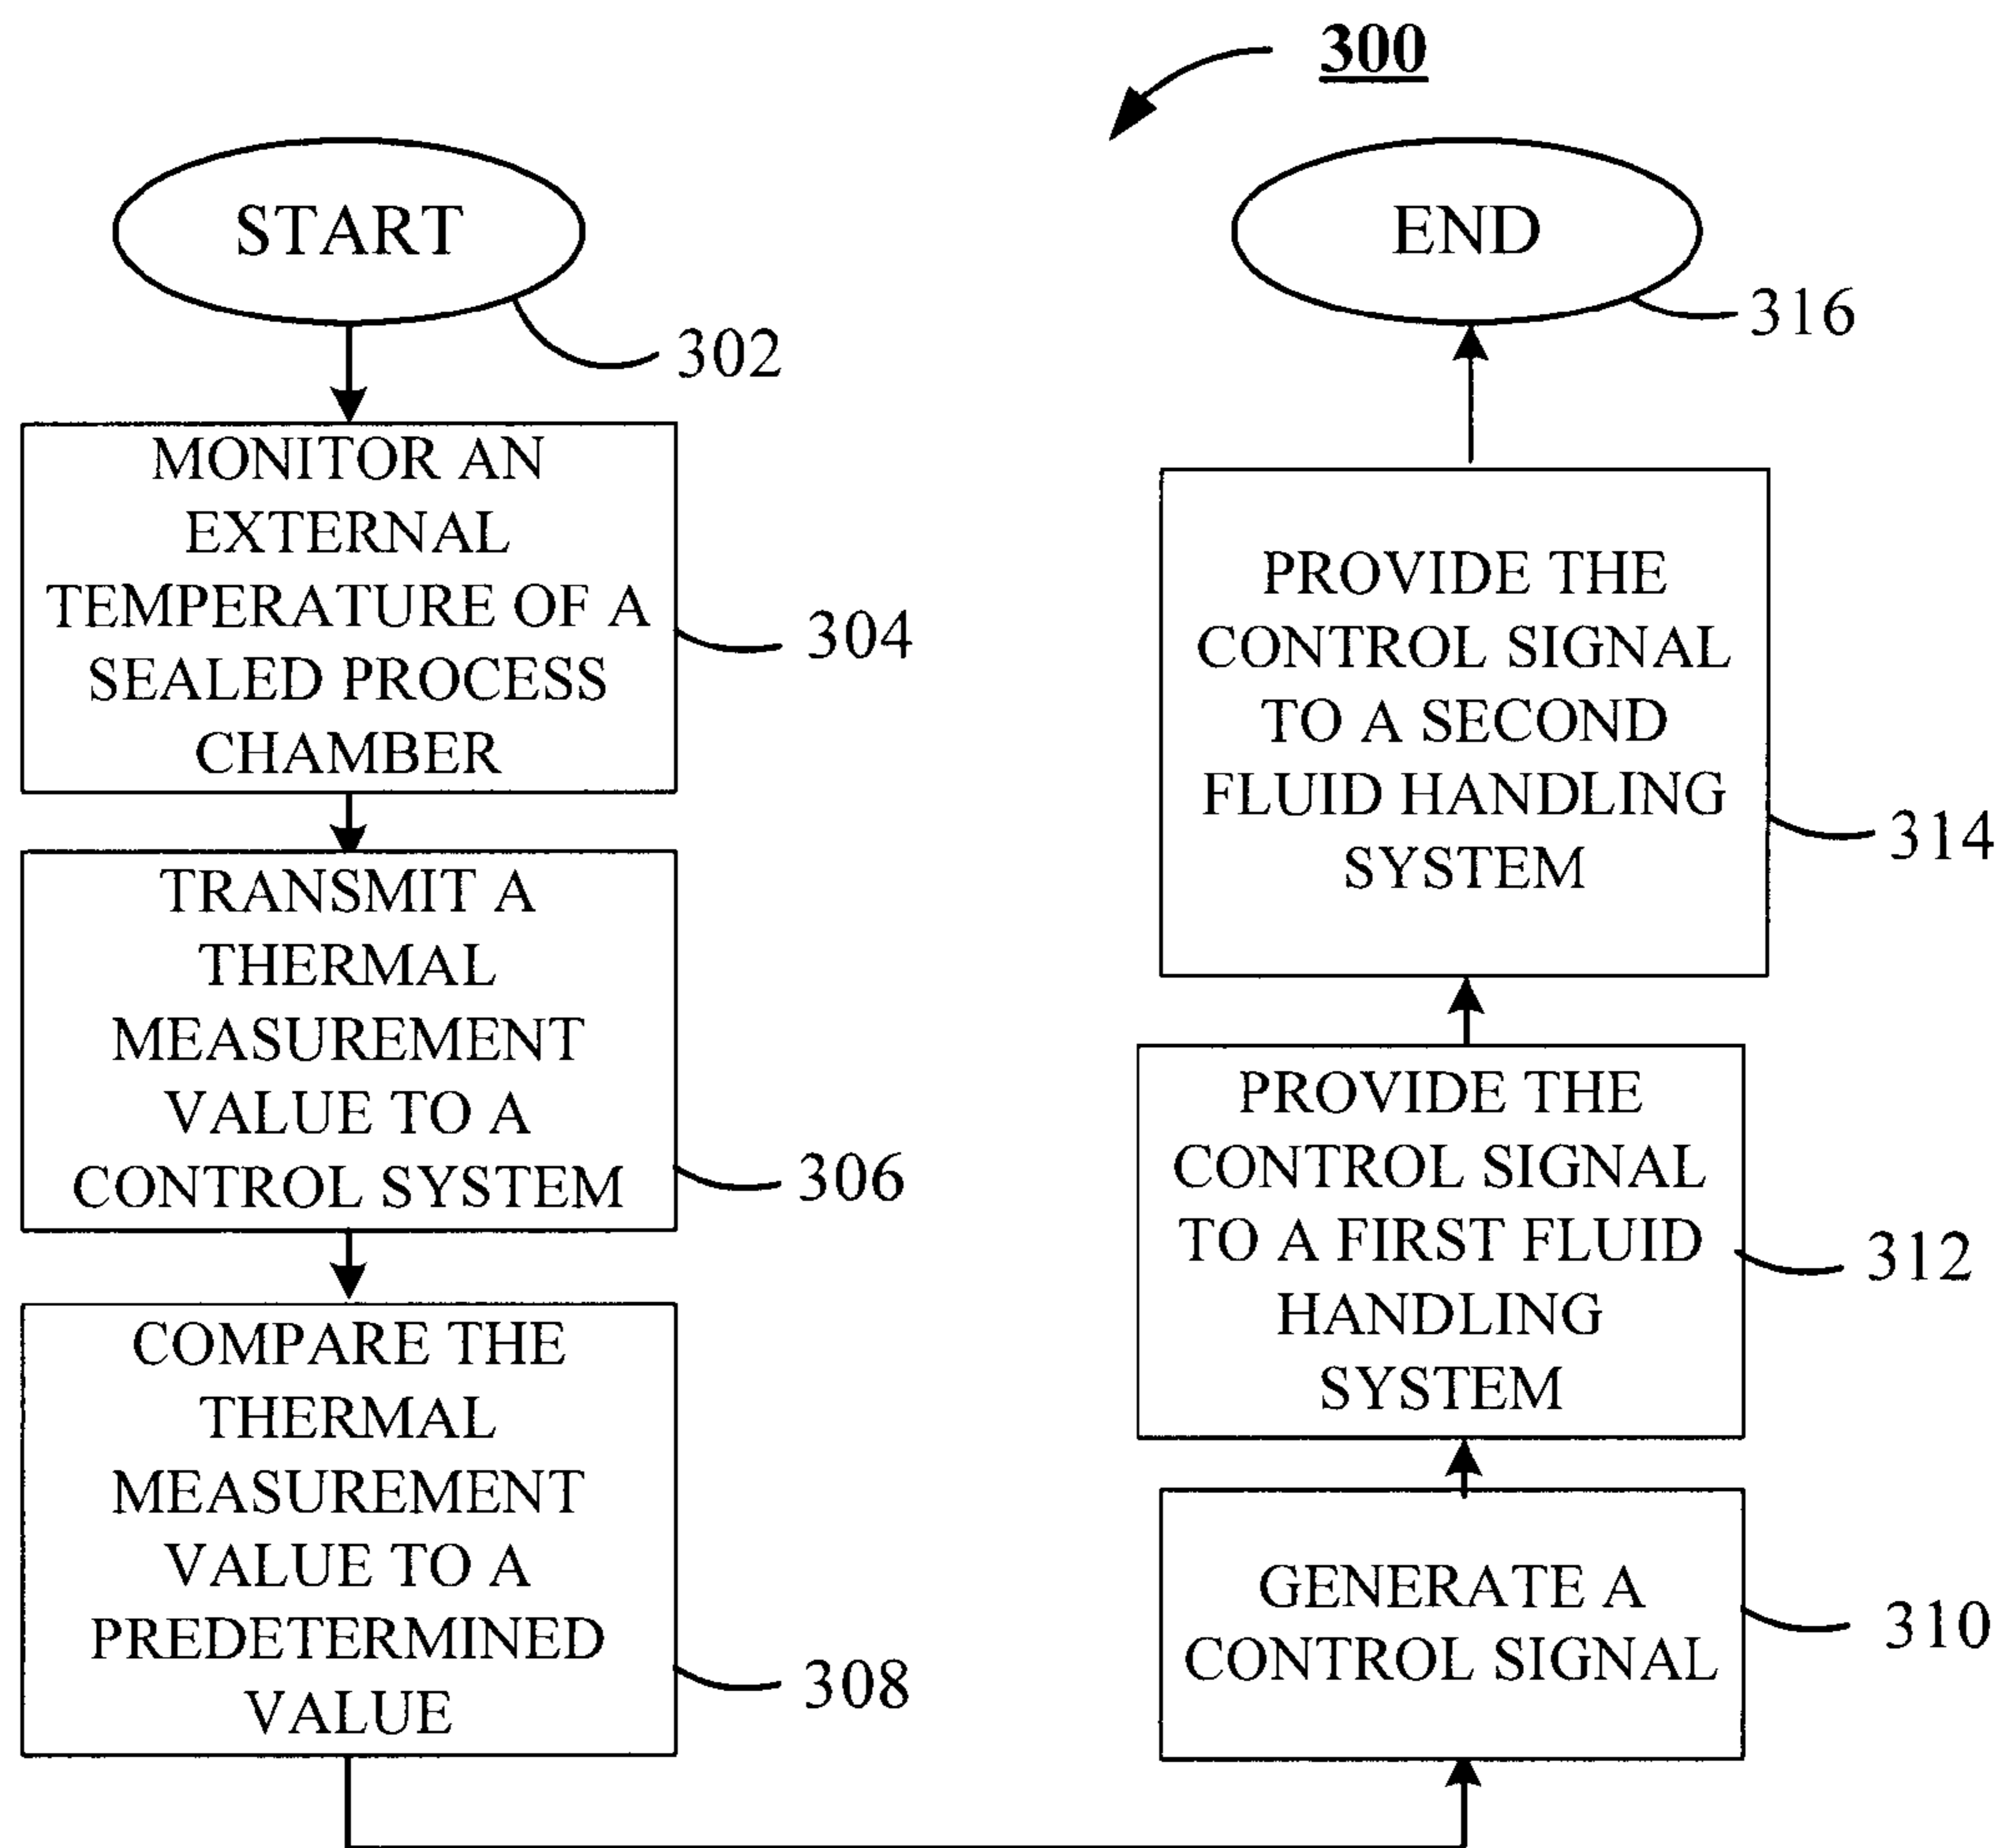 300
START
302
MONITOR AN
EXTERNAL
TEMPERATURE OF A
SEALED PROCESS
CHAMBER
304
TRANSMIT A
THERMAL
MEASUREMENT
VALUE TO A
CONTROL SYSTEM
306
COMPARE THE
THERMAL
MEASUREMENT
VALUE TO A
PREDETERMINED
VALUE
308
GENERATE A
CONTROL SIGNAL
310
PROVIDE THE
CONTROL SIGNAL
TO A FIRST FLUID
HANDLING
SYSTEM
312
PROVIDE THE
CONTROL SIGNAL
TO A SECOND
FLUID HANDLING
SYSTEM
314
END
316